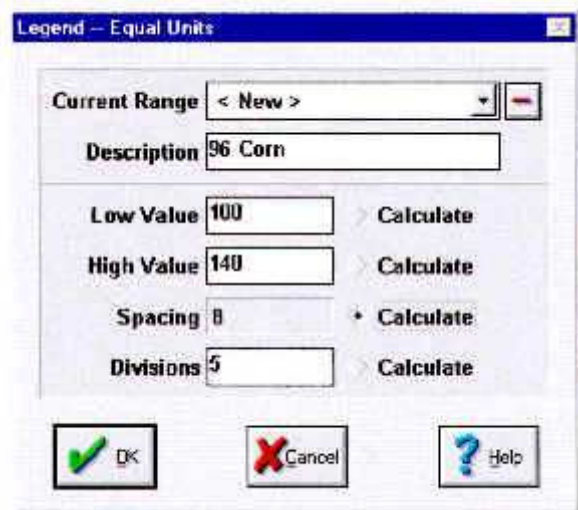 Legend -- Equal Units
Current Range < New >
Description 96 Corn
Low Value 100 Calculate
High Value 140 Calculate
Spacing 8 Calculate
Divisions 5 Calculate
OK Cancel Help